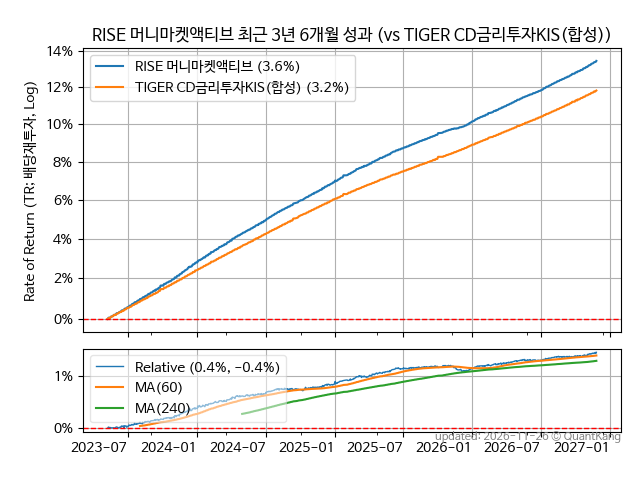 RISE 머니마켓액티브 최근 3년 6개월 성과 (vs TIGER CD금리투자KIS(합성))
Rate of Return (TR: 배당재투자, Log)
14%
12%
10%
8%
6%
4%
2%
0%
RISE 머니마켓액티브 (3.6%)
TIGER CD금리투자KIS(합성) (3.2%)
1%
0%
Relative (0.4%, -0.4%)
MA(60)
MA(240)
2023-07 2024-01 2024-07 2025-01 2025-07 2026-01 2026-07 2027-01
updated: 2026-11-26 © QuantKang